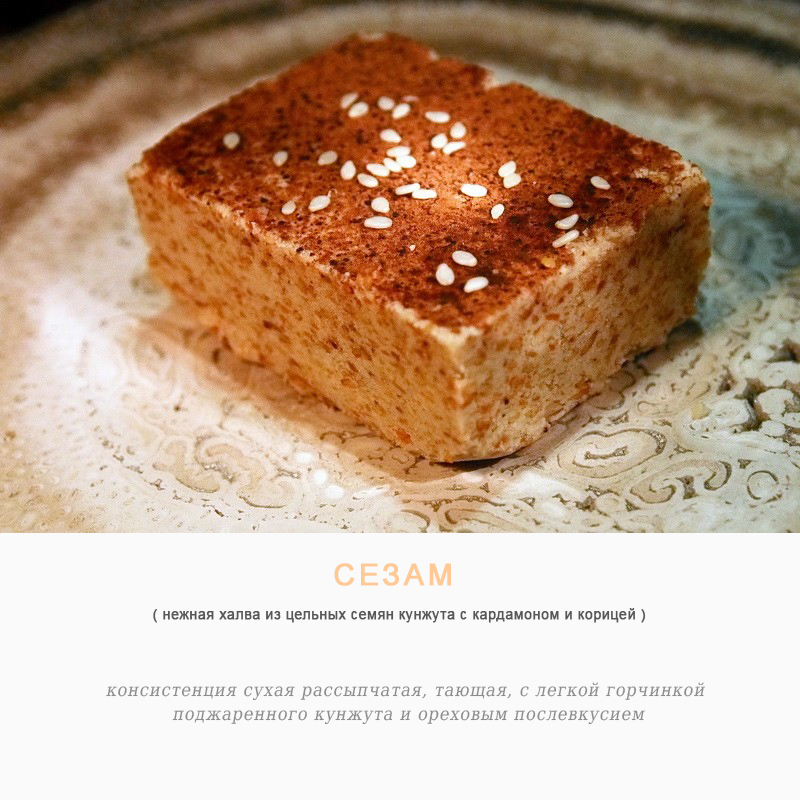 СЕЗАМ
( нежная халва из цельных семян кунжута с кардамоном и корицей )
консистенция сухая рассыпчатая, тающая, с легкой горчинкой
поджаренного кунжута и ореховым послевкусием